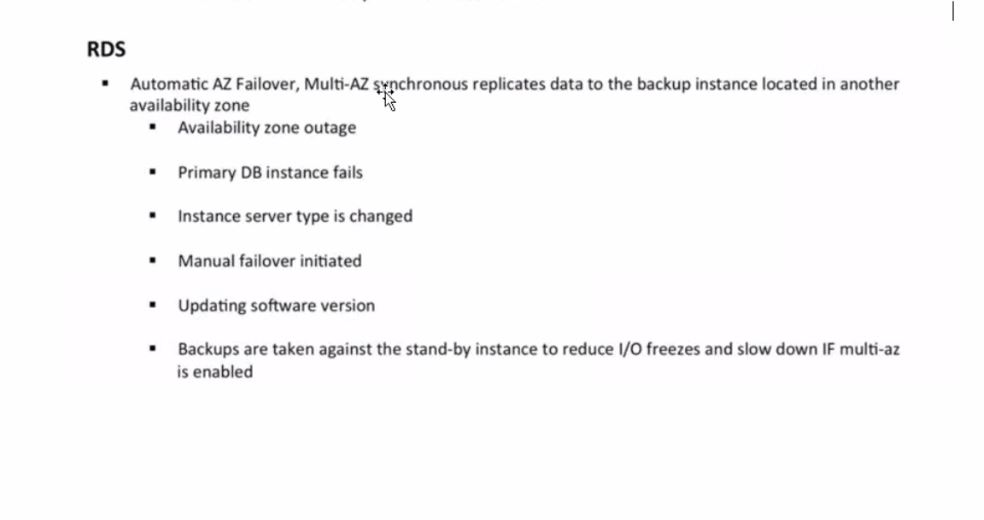 RDS
▪ Automatic AZ Failover, Multi-AZ synchronous replicates data to the backup instance located in another
availability zone
▪ Availability zone outage
▪ Primary DB instance fails
▪ Instance server type is changed
▪ Manual failover initiated
▪ Updating software version
▪ Backups are taken against the stand-by instance to reduce I/O freezes and slow down IF multi-az
is enabled